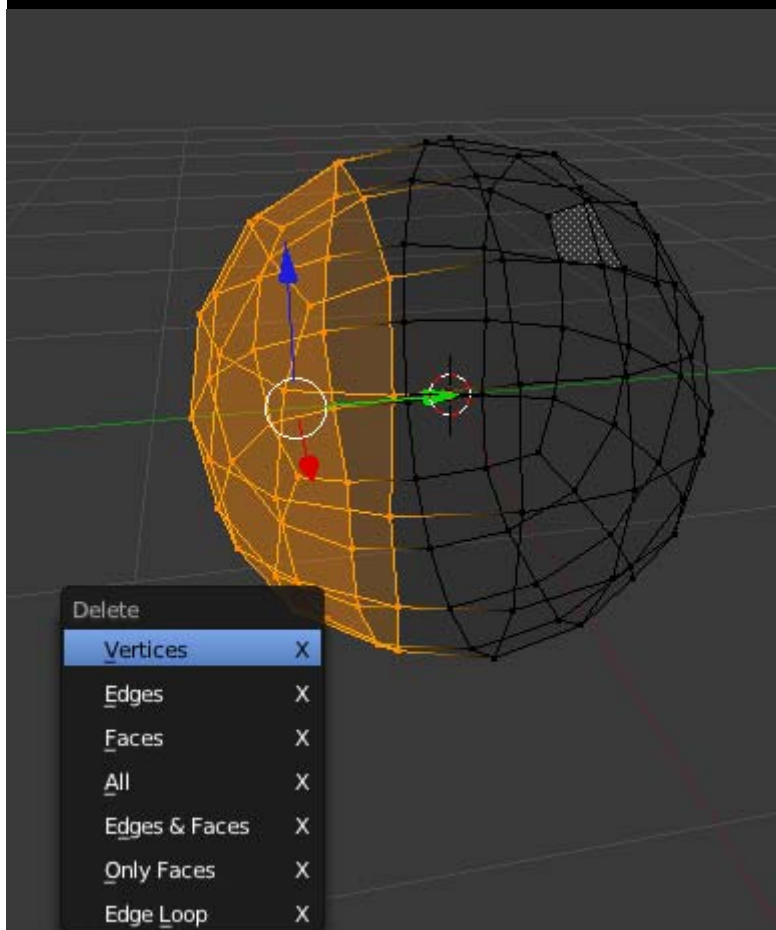 Delete
Vertices X
Edges X
Faces X
All X
Edges & Faces X
Only Faces X
Edge Loop X